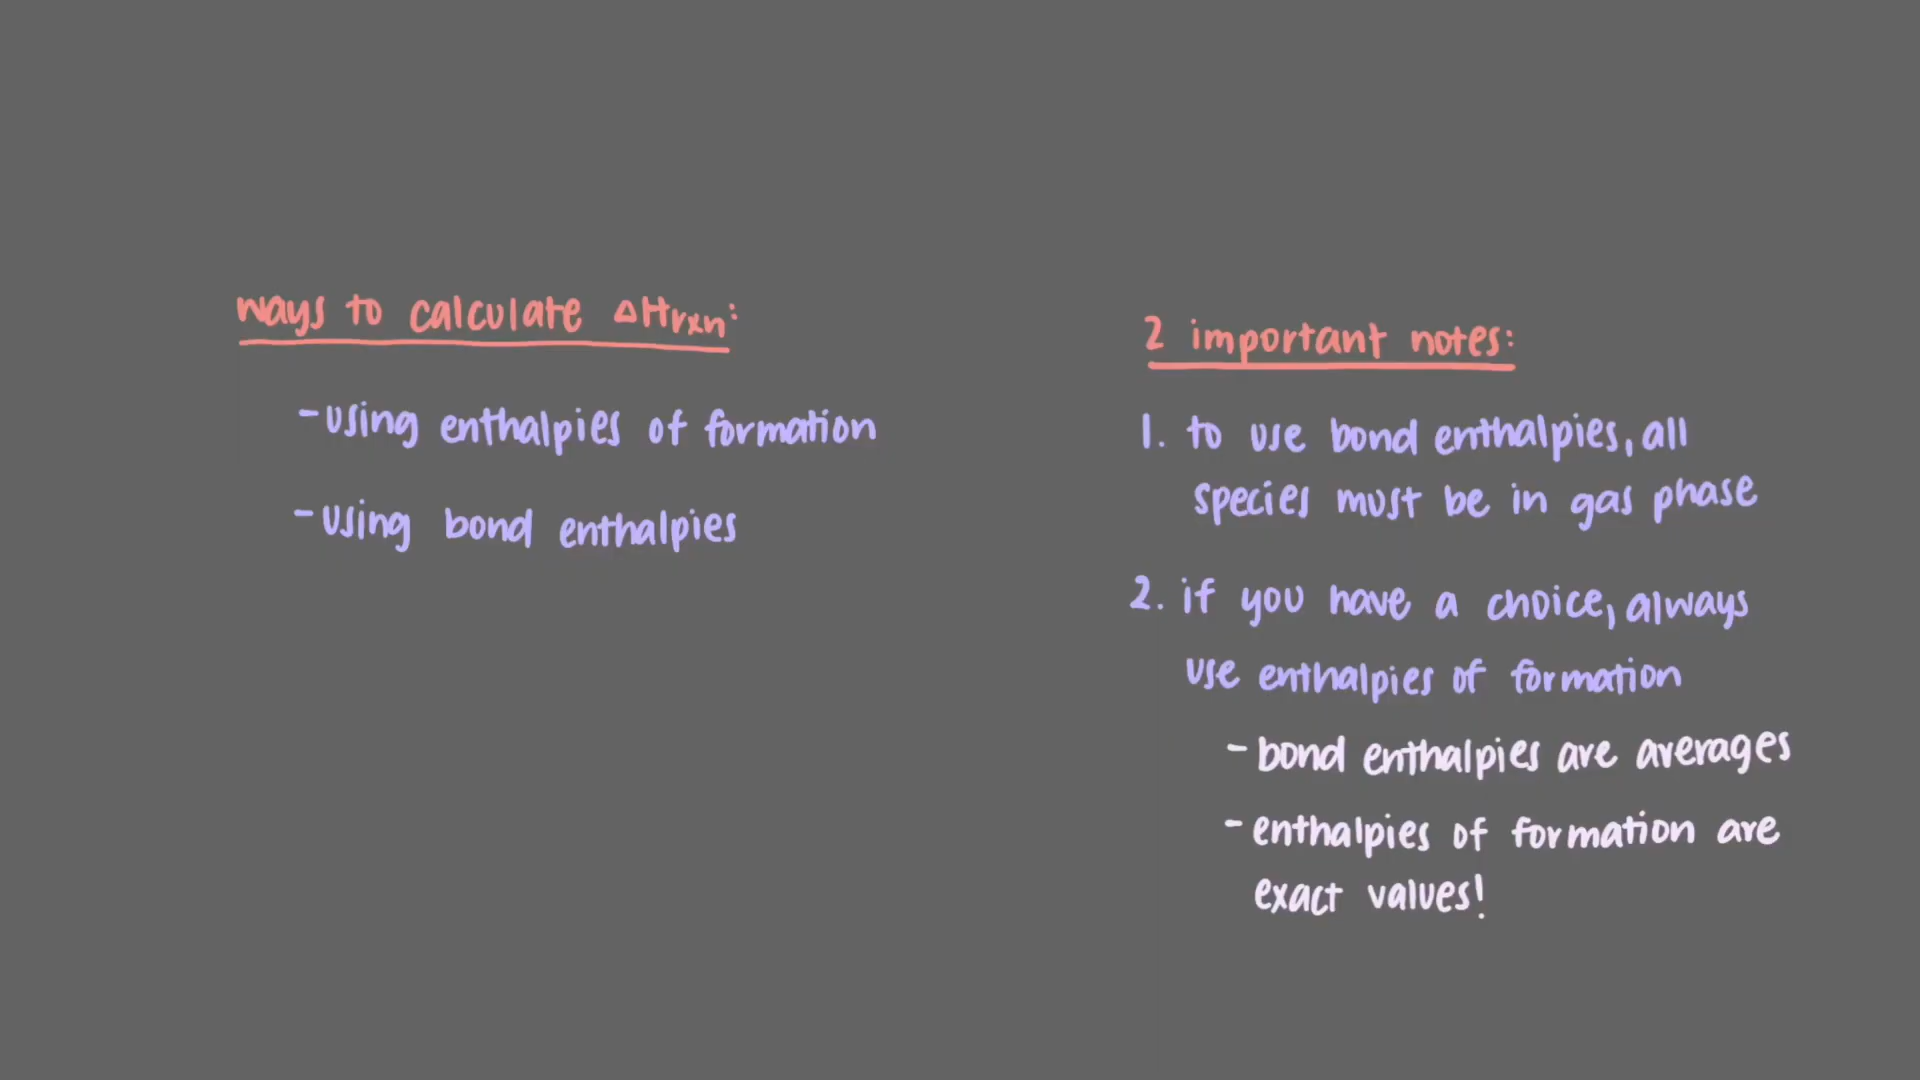 ways to calculate ΔHrxn:
-using enthalpies of formation
-using bond enthalpies
2 important notes:
1. to use bond enthalpies, all
species must be in gas phase
2. if you have a choice, always
use enthalpies of formation
- bond enthalpies are averages
- enthalpies of formation are
exact values!